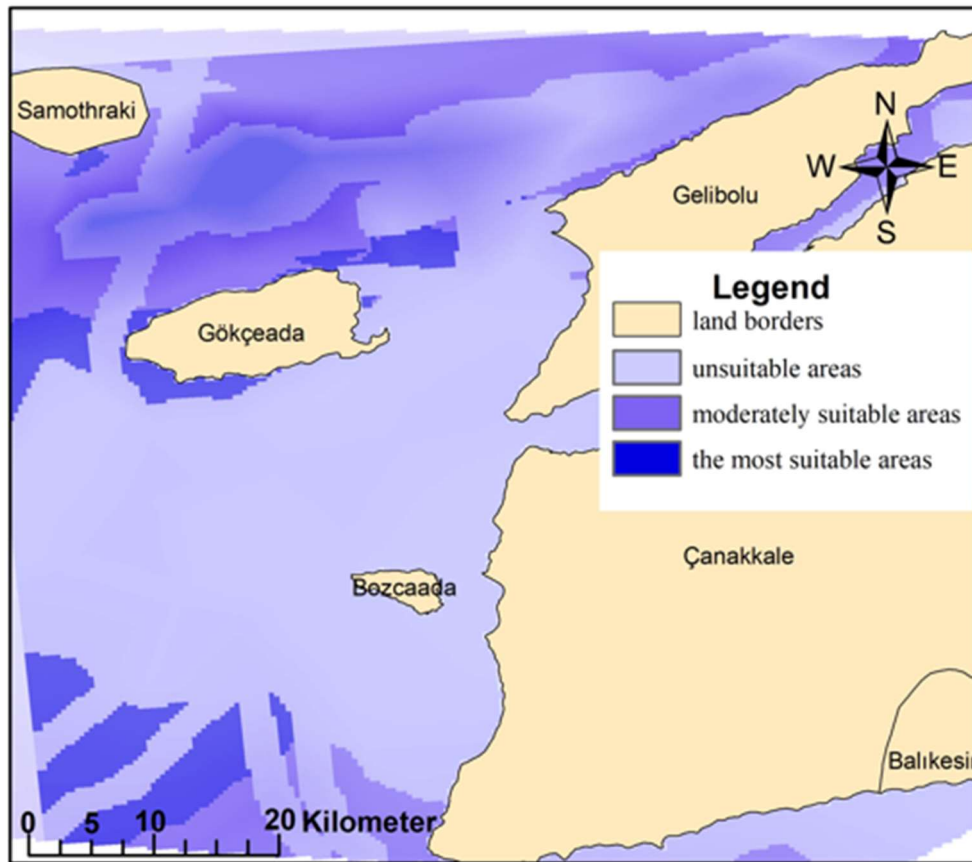 Samothraki
N
W E
Gelibolu
S
Legend
land borders
Gökçeada
unsuitable areas
moderately suitable areas
the most suitable areas
Çanakkale
Bozcaada
Balıkesir
0 5 10 20 Kilometer